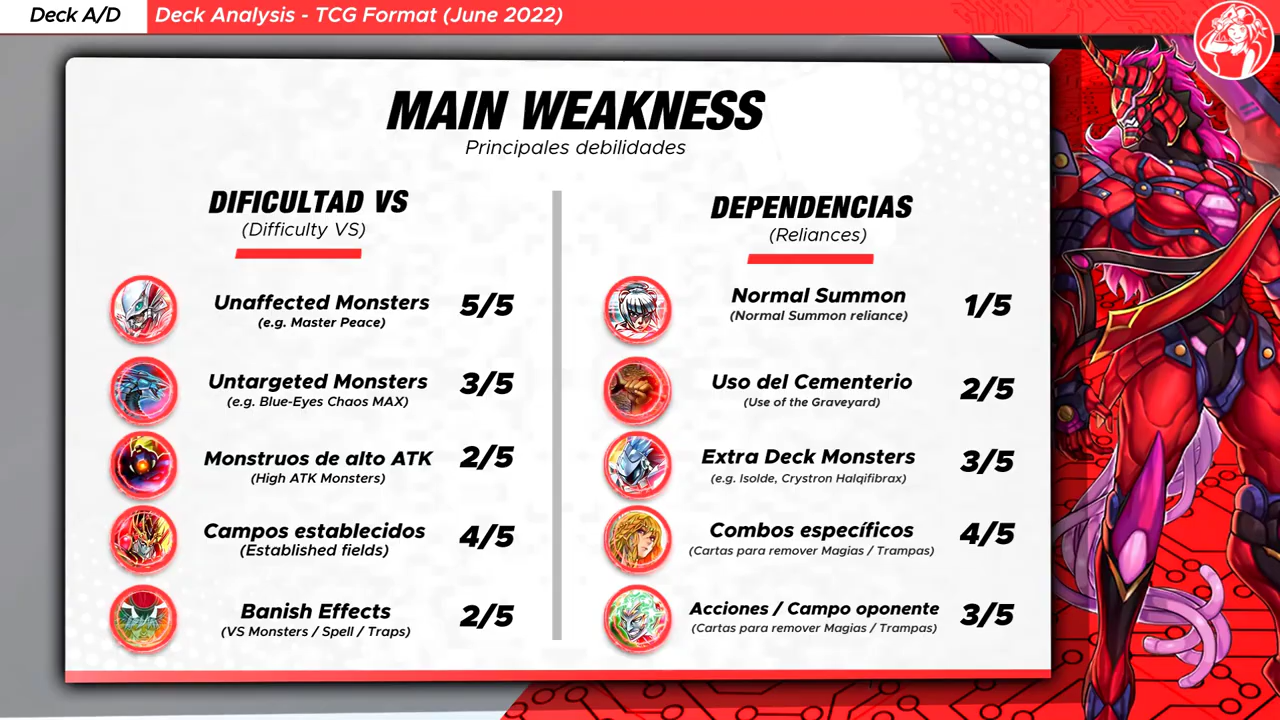 Deck A/D
Deck Analysis - TCG Format (June 2022)
MAIN WEAKNESS
Principales debilidades
DIFICULTAD VS
(Difficulty VS)
Unaffected Monsters 5/5
(e.g. Master Peace)
Untargeted Monsters 3/5
(e.g. Blue-Eyes Chaos MAX)
Monstruos de alto ATK 2/5
(High ATK Monsters)
Campos establecidos 4/5
(Established fields)
Banish Effects 2/5
(VS Monsters / Spell / Traps)
DEPENDENCIAS
(Reliances)
Normal Summon 1/5
(Normal Summon reliance)
Uso del Cementerio 2/5
(Use of the Graveyard)
Extra Deck Monsters 3/5
(e.g. Isolde, Crystron Halqifibrax)
Combos específicos 4/5
(Cartas para remover Magias / Trampas)
Acciones / Campo oponente 3/5
(Cartas para remover Magias / Trampas)